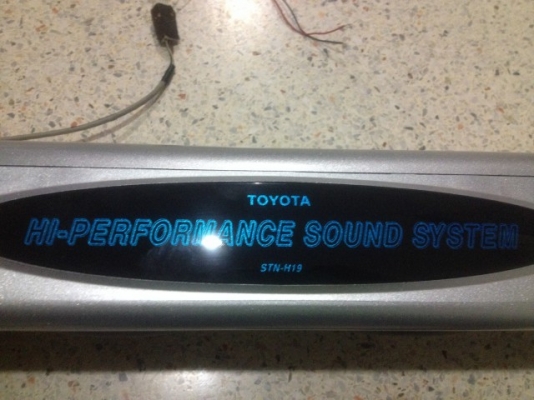 TOYOTA
HI-PERFORMANCE SOUND SYSTEM
STN-H19